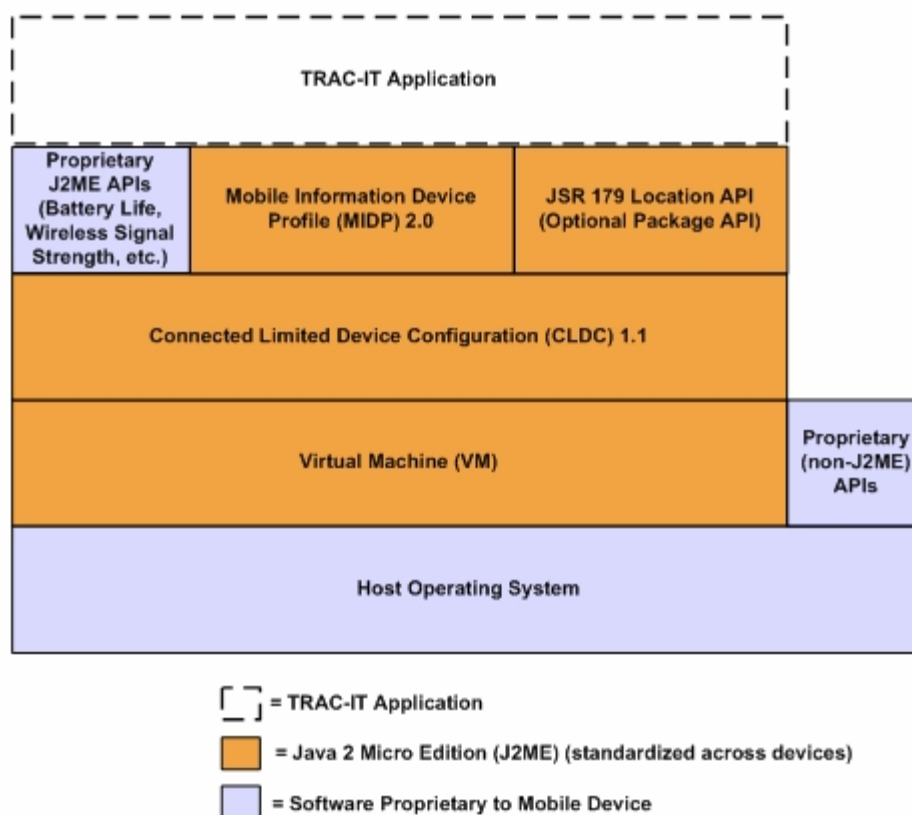 TRAC-IT Application
Proprietary
J2ME APIs
(Battery Life,
Wireless Signal
Strength, etc.)
Mobile Information Device
Profile (MIDP) 2.0
JSR 179 Location API
(Optional Package API)
Connected Limited Device Configuration (CLDC) 1.1
Virtual Machine (VM)
Proprietary
(non-J2ME)
APIs
Host Operating System
= TRAC-IT Application
= Java 2 Micro Edition (J2ME) (standardized across devices)
= Software Proprietary to Mobile Device